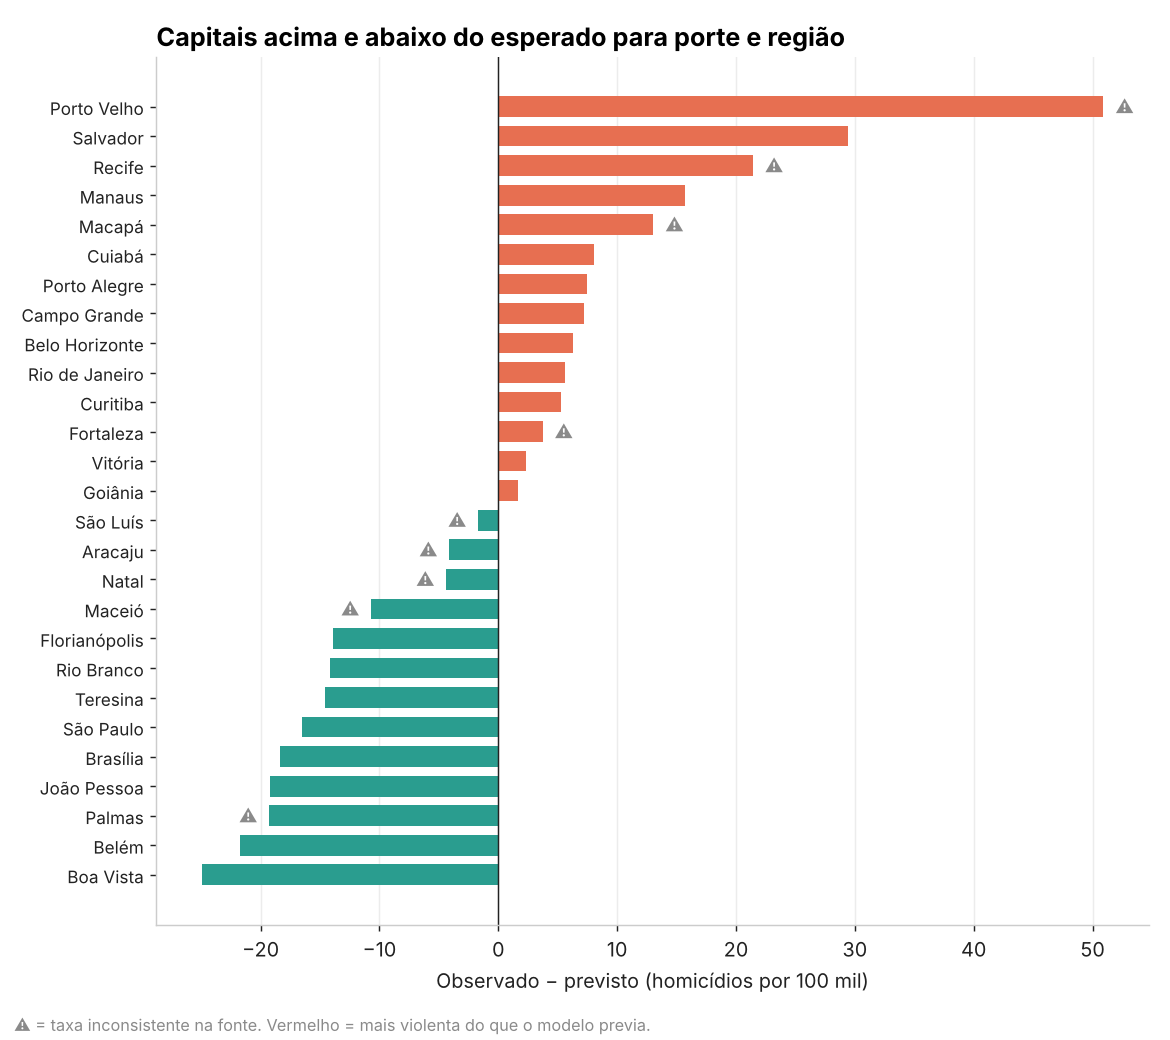 Capitais acima e abaixo do esperado para porte e região
Porto Velho
Salvador
Recife
Manaus
Macapá
Cuiabá
Porto Alegre
Campo Grande
Belo Horizonte
Rio de Janeiro
Curitiba
Fortaleza
Vitória
Goiânia
São Luís
Aracaju
Natal
Maceió
Florianópolis
Rio Branco
Teresina
São Paulo
Brasília
João Pessoa
Palmas
Belém
Boa Vista
−20 −10 0 10 20 30 40 50
Observado − previsto (homicídios por 100 mil)
⚠ = taxa inconsistente na fonte. Vermelho = mais violenta do que o modelo previa.